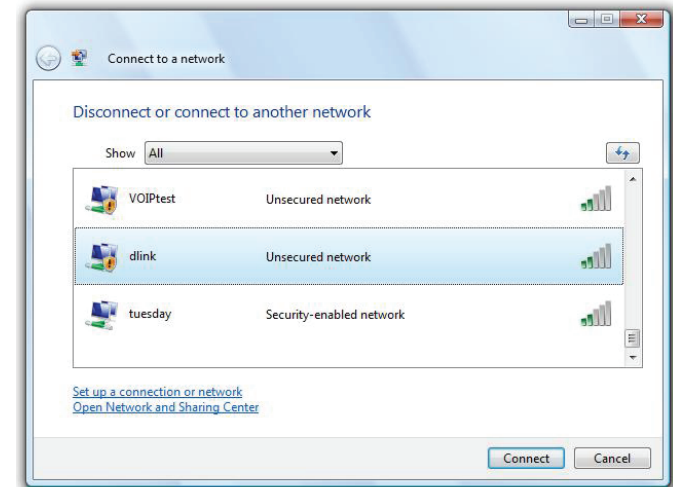 Connect to a network
Disconnect or connect to another network
Show All
VOIPtest Unsecured network
dlink Unsecured network
tuesday Security-enabled network
Set up a connection or network
Open Network and Sharing Center
Connect Cancel